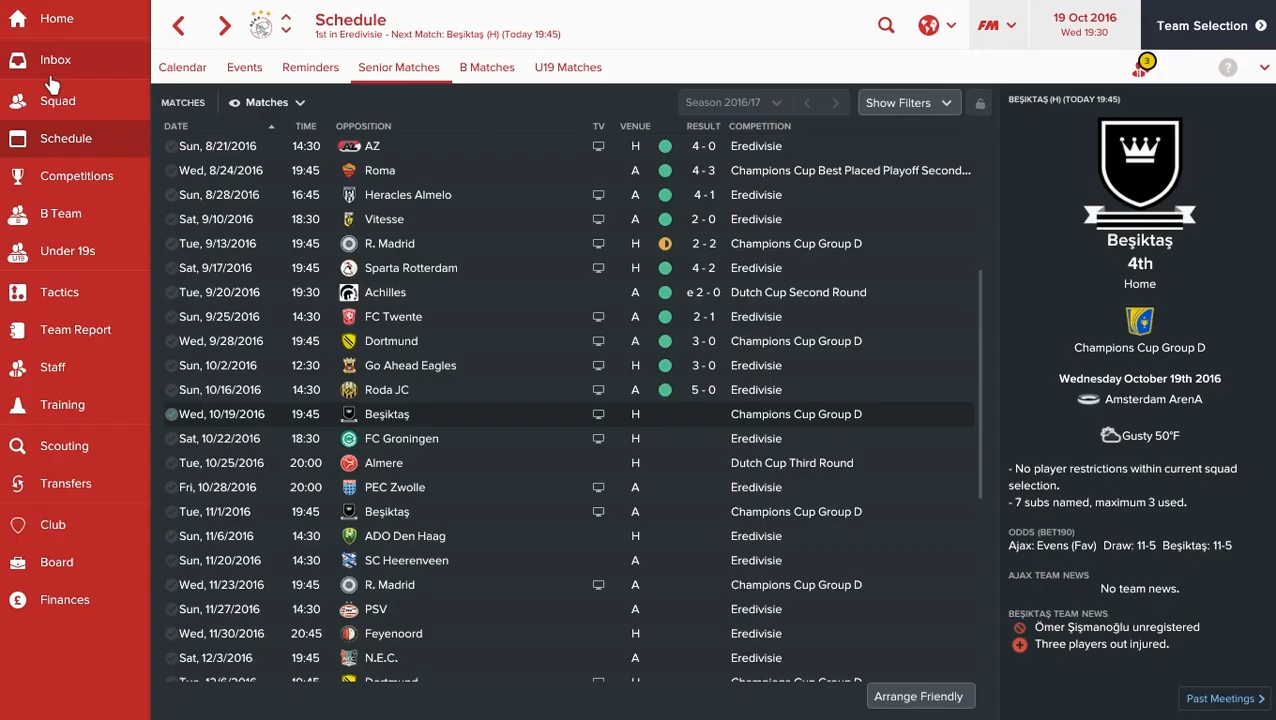 Home
Inbox
Squad
Schedule
Competitions
B Team
Under 19s
Tactics
Team Report
Staff
Training
Scouting
Transfers
Club
Board
Finances
Schedule
1st in Eredivisie - Next Match: Beşiktaş (H) (Today 19:45)
FM
19 Oct 2016
Wed 19:30
Team Selection
Calendar Events Reminders Senior Matches B Matches U19 Matches
3
?
MATCHES Matches Season 2016/17 Show Filters
DATE TIME OPPOSITION TV VENUE RESULT COMPETITION
Sun, 8/21/2016 14:30 AZ H 4 - 0 Eredivisie
Wed, 8/24/2016 19:45 Roma A 4 - 3 Champions Cup Best Placed Playoff Second...
Sun, 8/28/2016 16:45 Heracles Almelo A 4 - 1 Eredivisie
Sat, 9/10/2016 18:30 Vitesse A 2 - 0 Eredivisie
Tue, 9/13/2016 19:45 R. Madrid H 2 - 2 Champions Cup Group D
Sat, 9/17/2016 19:45 Sparta Rotterdam H 4 - 2 Eredivisie
Tue, 9/20/2016 19:30 Achilles A e 2 - 0 Dutch Cup Second Round
Sun, 9/25/2016 14:30 FC Twente A 2 - 1 Eredivisie
Wed, 9/28/2016 19:45 Dortmund A 3 - 0 Champions Cup Group D
Sun, 10/2/2016 12:30 Go Ahead Eagles H 3 - 0 Eredivisie
Sun, 10/16/2016 14:30 Roda JC A 5 - 0 Eredivisie
Wed, 10/19/2016 19:45 Beşiktaş H Champions Cup Group D
Sat, 10/22/2016 18:30 FC Groningen H Eredivisie
Tue, 10/25/2016 20:00 Almere H Dutch Cup Third Round
Fri, 10/28/2016 20:00 PEC Zwolle A Eredivisie
Tue, 11/1/2016 19:45 Beşiktaş A Champions Cup Group D
Sun, 11/6/2016 14:30 ADO Den Haag H Eredivisie
Sun, 11/20/2016 14:30 SC Heerenveen A Eredivisie
Wed, 11/23/2016 19:45 R. Madrid A Champions Cup Group D
Sun, 11/27/2016 14:30 PSV A Eredivisie
Wed, 11/30/2016 20:45 Feyenoord H Eredivisie
Sat, 12/3/2016 19:45 N.E.C. A Eredivisie
Tue, 12/6/2016 19:45 Dortmund H Champions Cup Group D
Arrange Friendly
BEŞIKTAŞ (H) (TODAY 19:45)
Beşiktaş
4th
Home
Champions Cup Group D
Wednesday October 19th 2016
Amsterdam ArenA
Gusty 50°F
- No player restrictions within current squad
selection.
- 7 subs named, maximum 3 used.
ODDS (BET190)
Ajax: Evens (Fav) Draw: 11-5 Beşiktaş: 11-5
AJAX TEAM NEWS
No team news.
BEŞIKTAŞ TEAM NEWS
Ömer Şişmanoğlu unregistered
Three players out injured.
Past Meetings